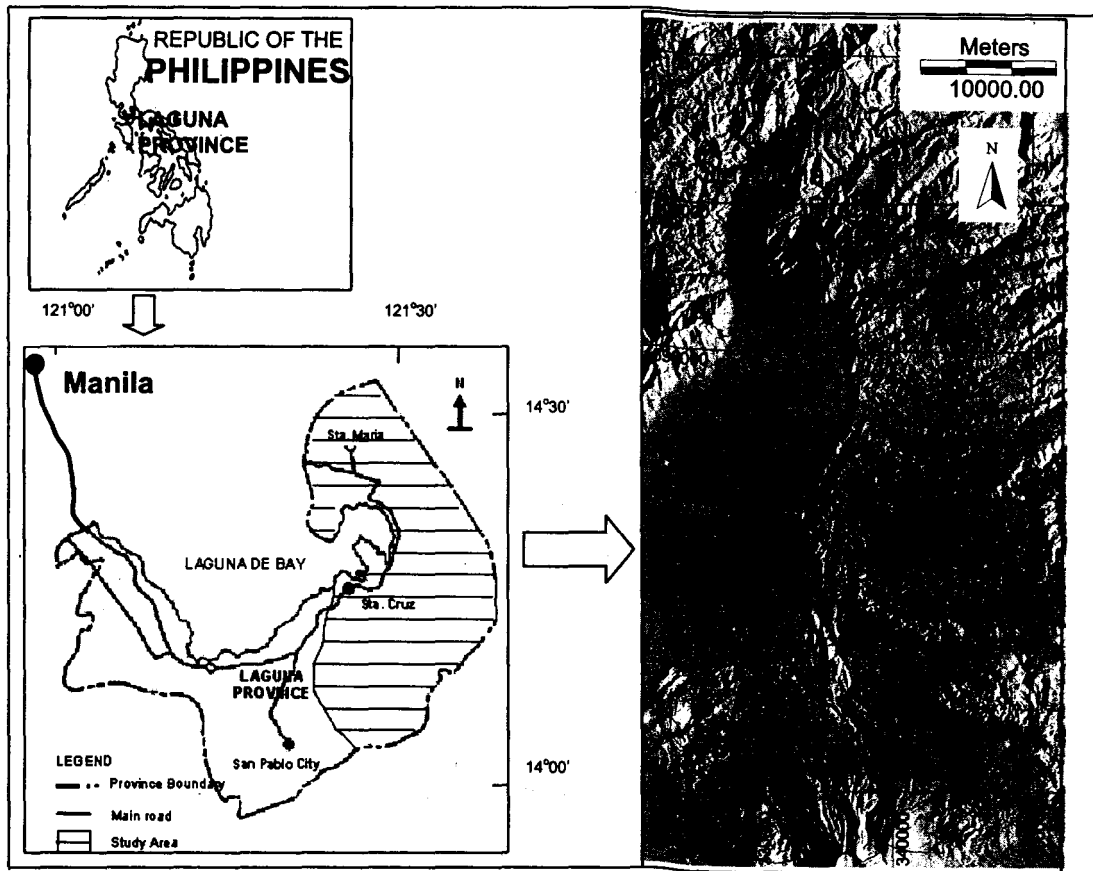 REPUBLIC OF THE
PHILIPPINES
LAGUNA
PROVINCE
121°00'
121°30'
Manila
N
14°30'
Sta. Maria
LAGUNA DE BAY
Sta. Cruz
LAGUNA
PROVINCE
San Pablo City
14°00'
LEGEND
Province Boundary
Main road
Study Area
Meters
10000.00
N